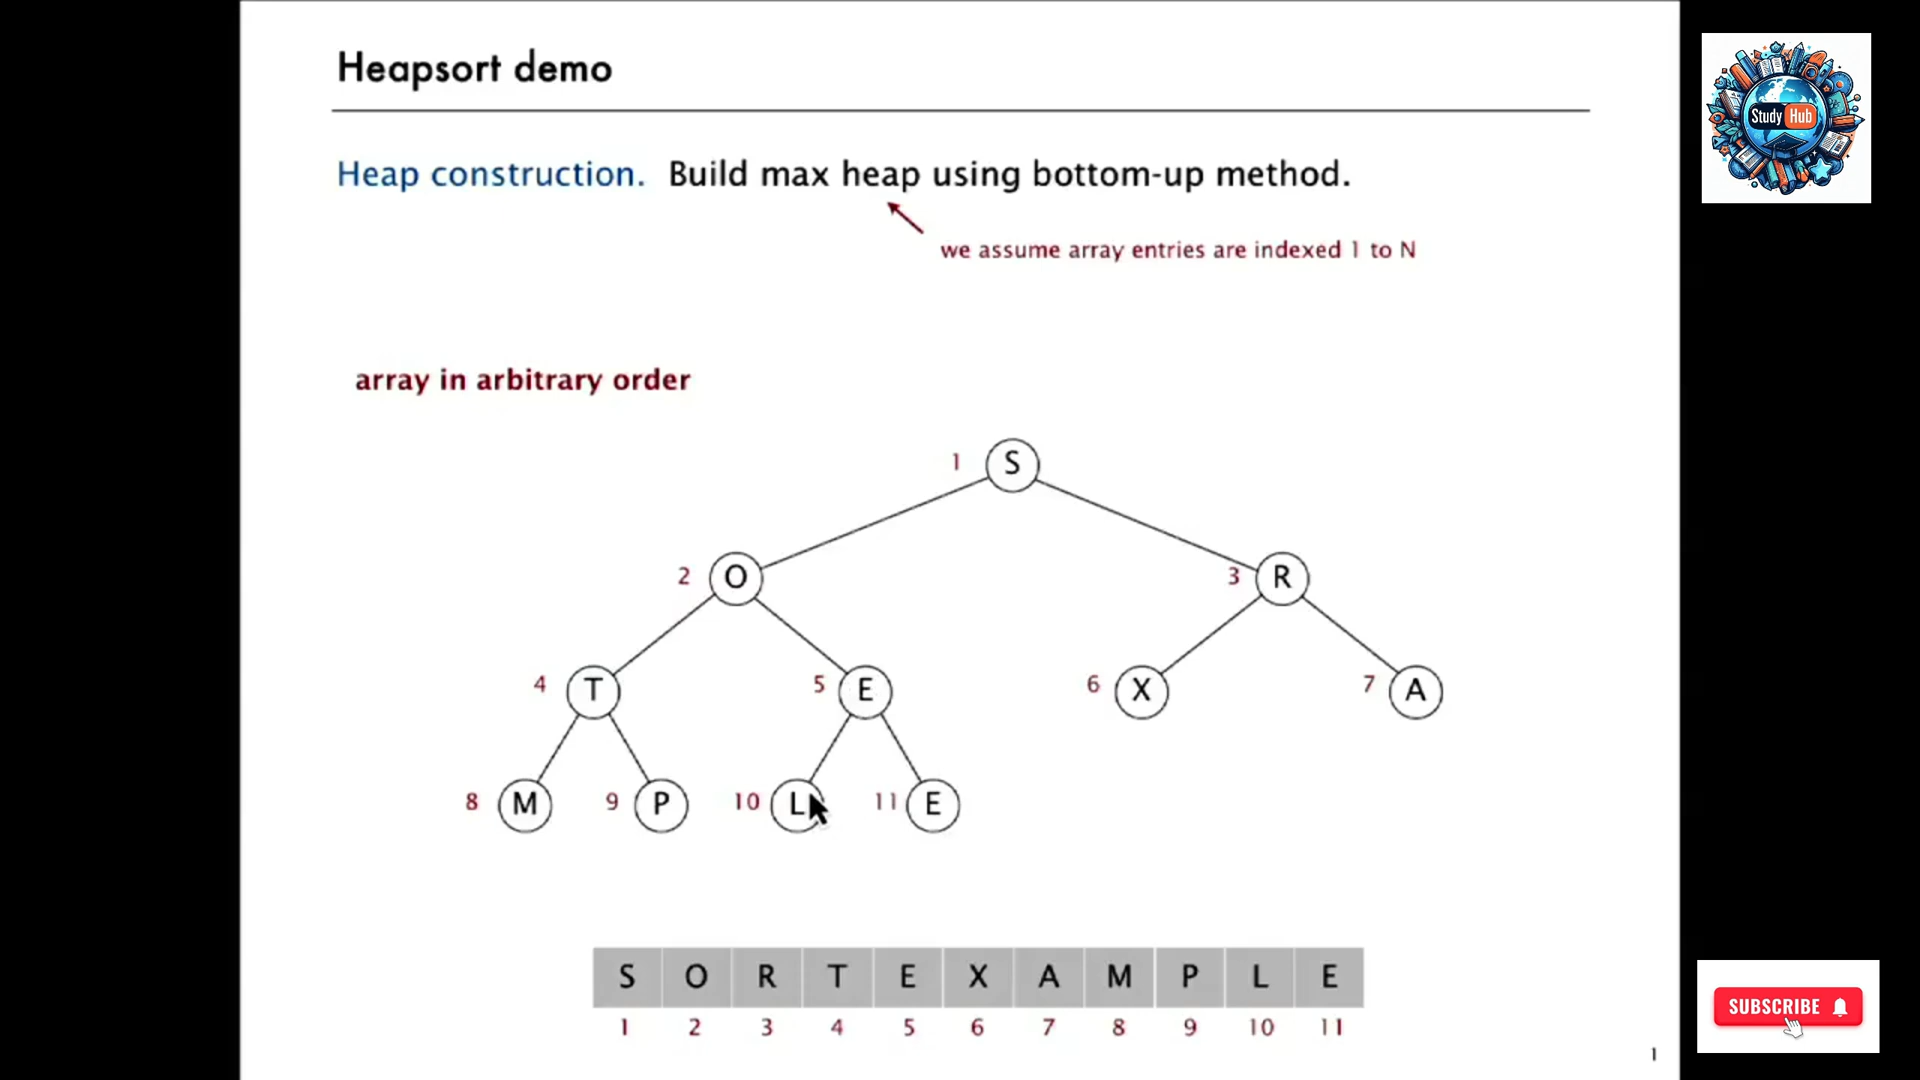 Heapsort demo
Study Hub
Heap construction. Build max heap using bottom-up method.
we assume array entries are indexed 1 to N
array in arbitrary order
1 S
2 O 3 R
4 T 5 E 6 X 7 A
8 M 9 P 10 L 11 E
S O R T E X A M P L E
1 2 3 4 5 6 7 8 9 10 11
SUBSCRIBE
1